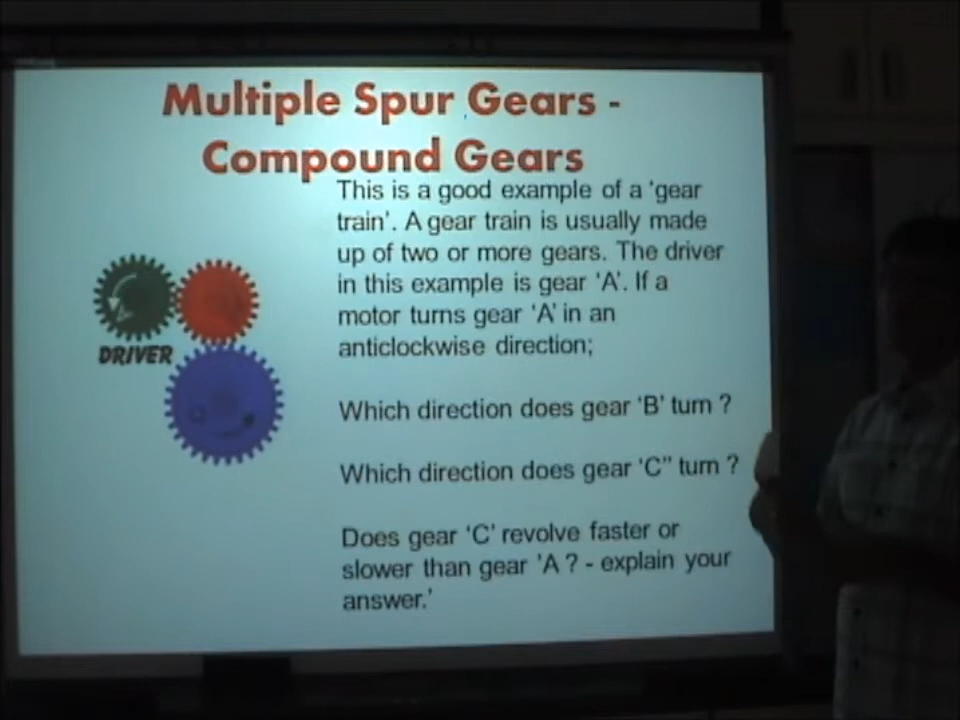 Multiple Spur Gears -
Compound Gears
This is a good example of a 'gear
train'. A gear train is usually made
up of two or more gears. The driver
in this example is gear 'A'. If a
motor turns gear 'A' in an
anticlockwise direction;
DRIVER
Which direction does gear 'B' turn ?
Which direction does gear 'C" turn ?
Does gear 'C' revolve faster or
slower than gear 'A ? - explain your
answer.'